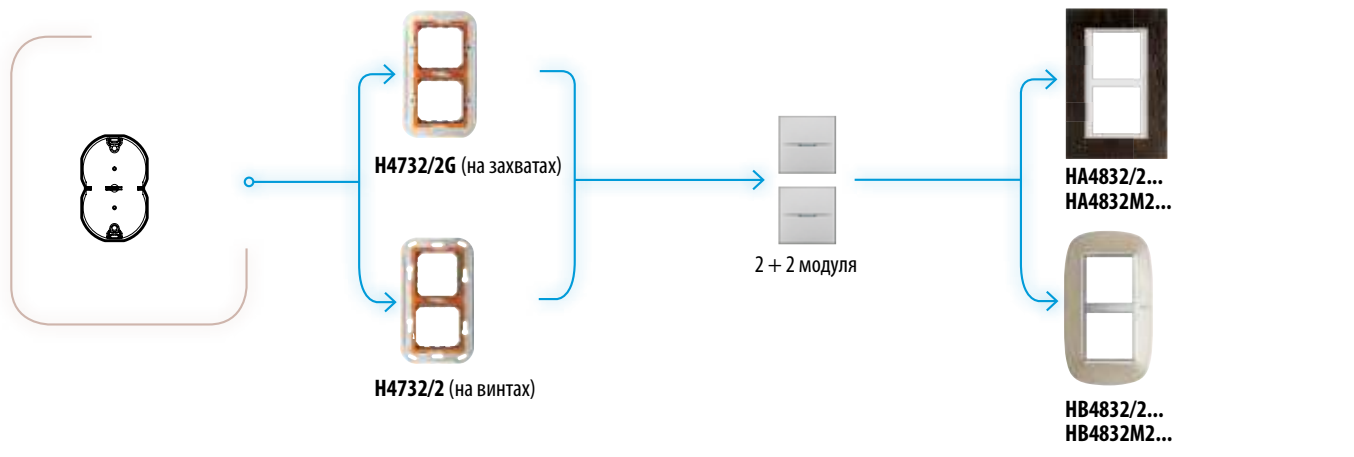 H4732/2G (на захватах)
H4732/2 (на винтах)
2 + 2 модуля
HA4832/2...
HA4832M2...
HB4832/2...
HB4832M2...